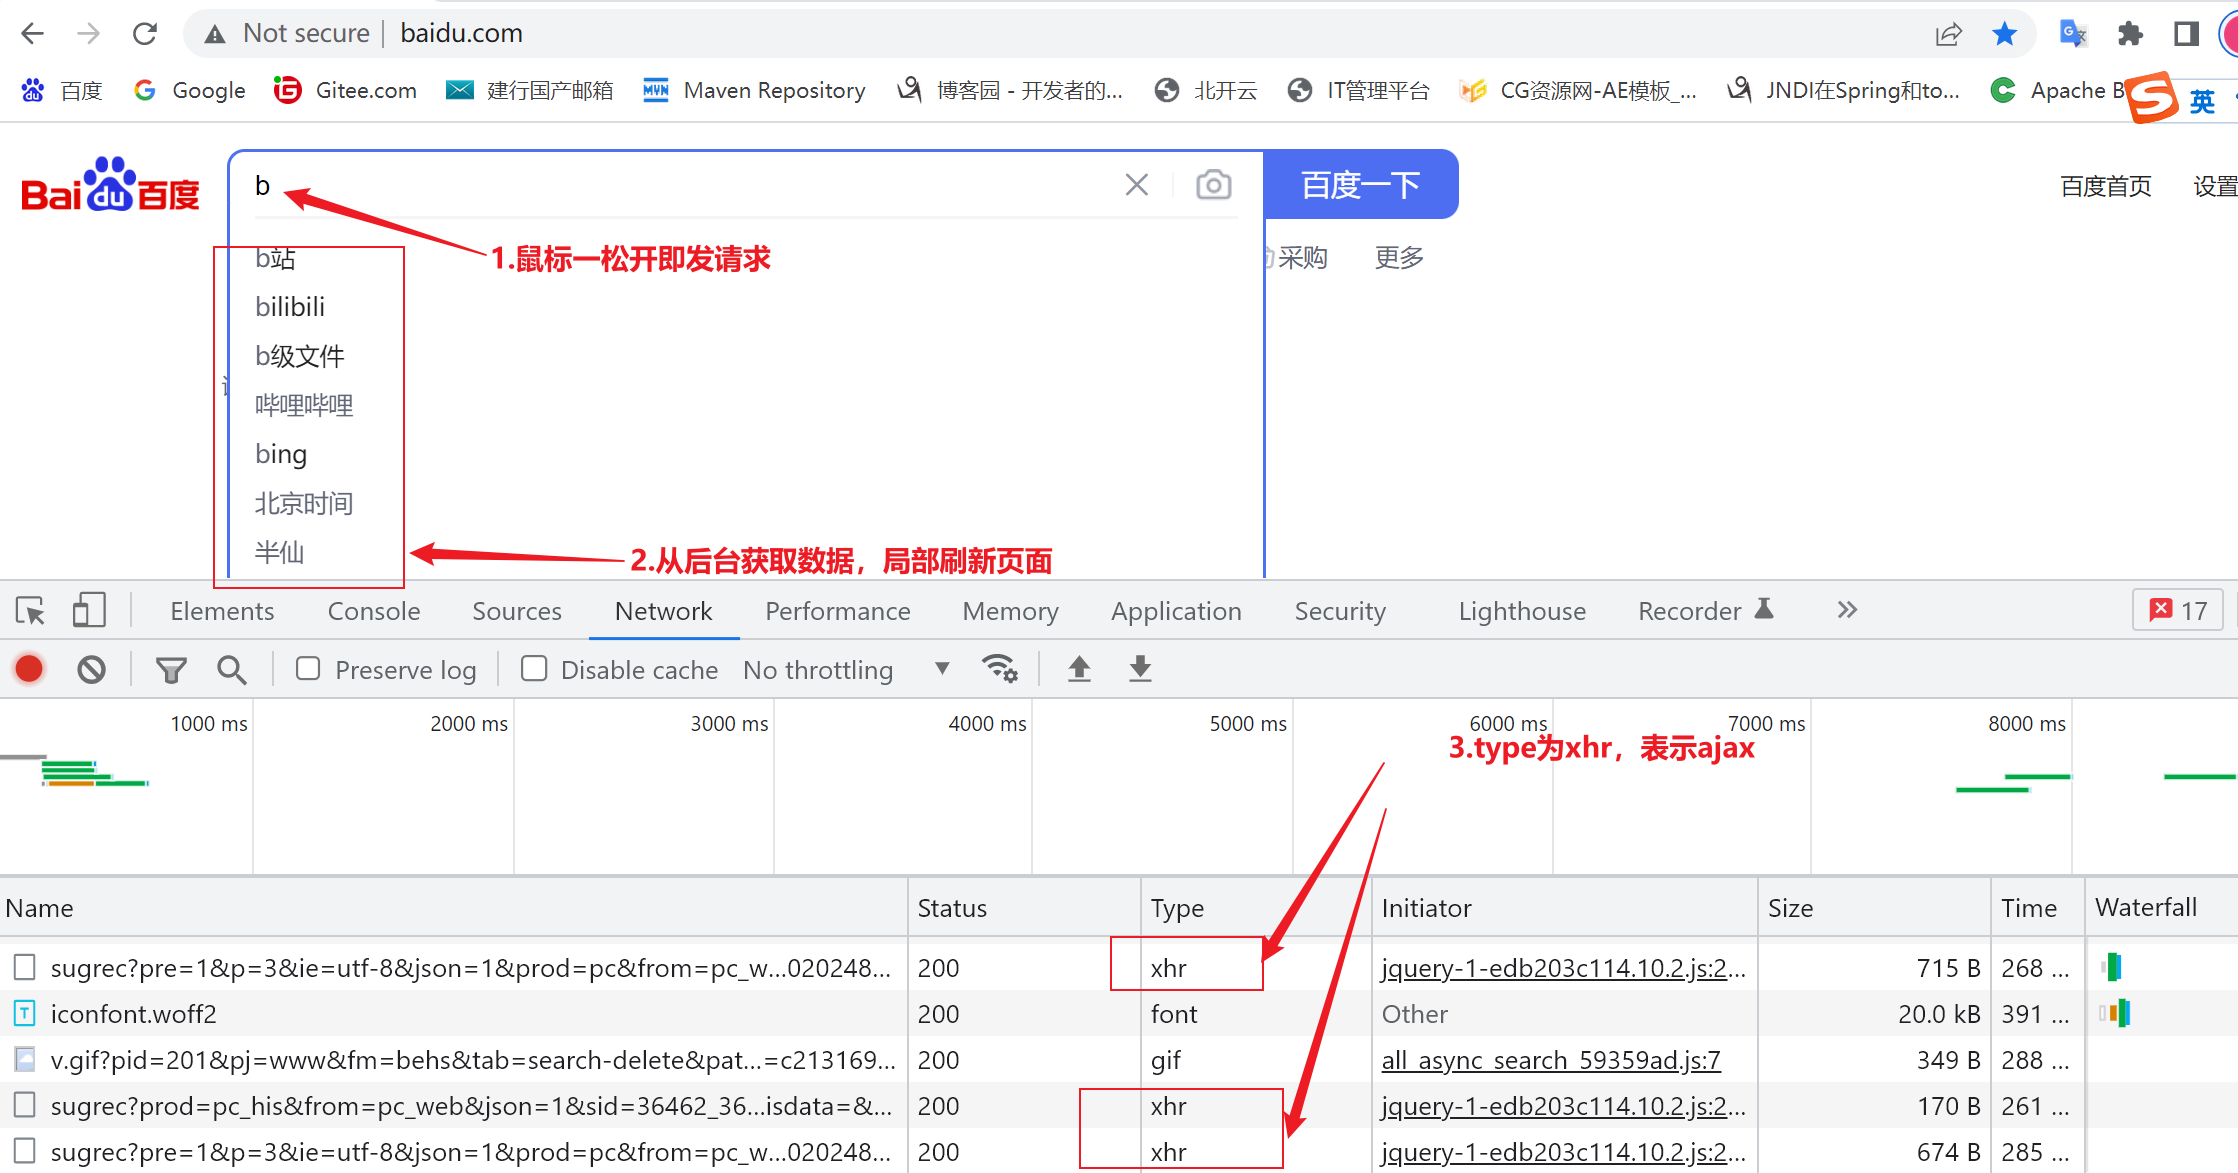 Not secure | baidu.com
百度 Google Gitee.com 建行国产邮箱 Maven Repository 博客园 - 开发者的... 北开云 IT管理平台 CG资源网-AE模板_... JNDI在Spring和to... Apache B 英
Bai du 百度 b 百度一下 百度首页 设置
b站
1.鼠标一松开即发请求
采购 更多
bilibili
b级文件
哔哩哔哩
bing
北京时间
半仙
2.从后台获取数据，局部刷新页面
Elements Console Sources Network Performance Memory Application Security Lighthouse Recorder 17
Preserve log Disable cache No throttling
1000 ms 2000 ms 3000 ms 4000 ms 5000 ms 6000 ms 7000 ms 8000 ms
3.type为xhr，表示ajax
Name Status Type Initiator Size Time Waterfall
sugrec?pre=1&p=3&ie=utf-8&json=1&prod=pc&from=pc_w...020248... 200 xhr jquery-1-edb203c114.10.2.js:2... 715 B 268 ...
iconfont.woff2 200 font Other 20.0 kB 391 ...
v.gif?pid=201&pj=www&fm=behs&tab=search-delete&pat...=c213169... 200 gif all_async_search_59359ad.js:7 349 B 288 ...
sugrec?prod=pc_his&from=pc_web&json=1&sid=36462_36...isdata=&... 200 xhr jquery-1-edb203c114.10.2.js:2... 170 B 261 ...
sugrec?pre=1&p=3&ie=utf-8&json=1&prod=pc&from=pc_w...020248... 200 xhr jquery-1-edb203c114.10.2.js:2... 674 B 285 ...